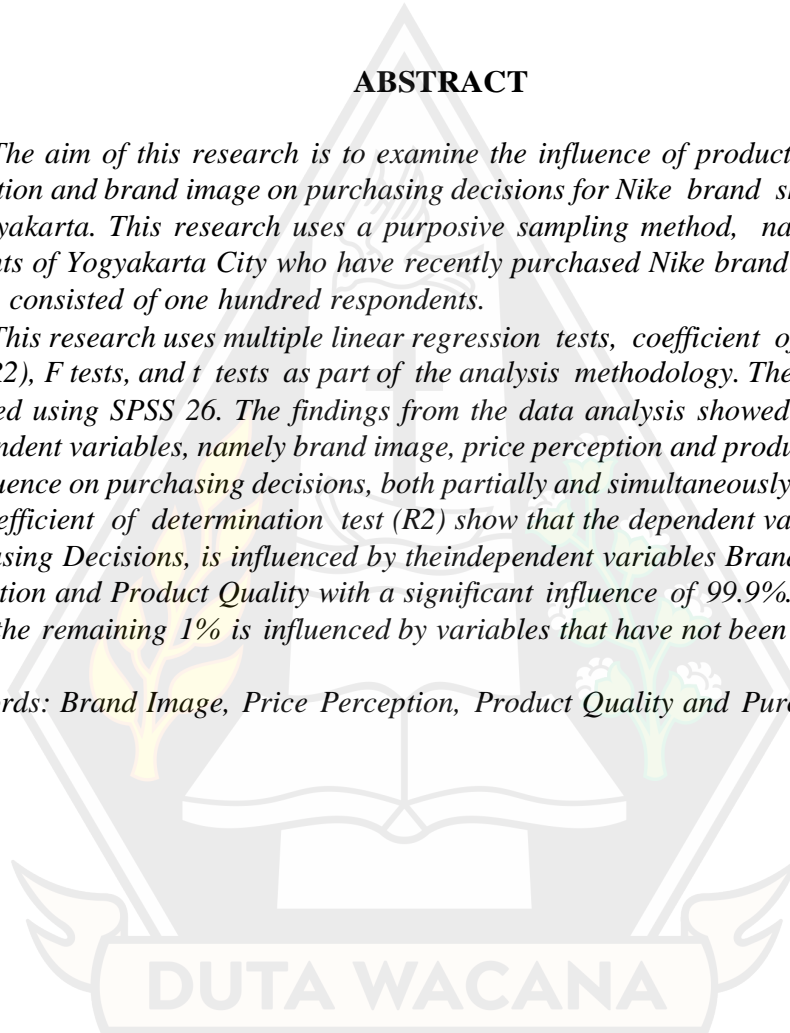 ABSTRACT
The aim of this research is to examine the influence of product
tion and brand image on purchasing decisions for Nike brand
yakarta. This research uses a purposive sampling method,
nts of Yogyakarta City who have recently purchased Nike brand
consisted of one hundred respondents.
This research uses multiple linear regression tests, coefficient
R2), F tests, and t tests as part of the analysis methodology. The
ed using SPSS 26. The findings from the data analysis showed
ndent variables, namely brand image, price perception and
uence on purchasing decisions, both partially and simultaneously
efficient of determination test (R2) show that the dependent
sing Decisions, is influenced by theindependent variables Brand
tion and Product Quality with a significant influence of 99.9%.
the remaining 1% is influenced by variables that have not been
rds: Brand Image, Price Perception, Product Quality and
DUTA WACANA